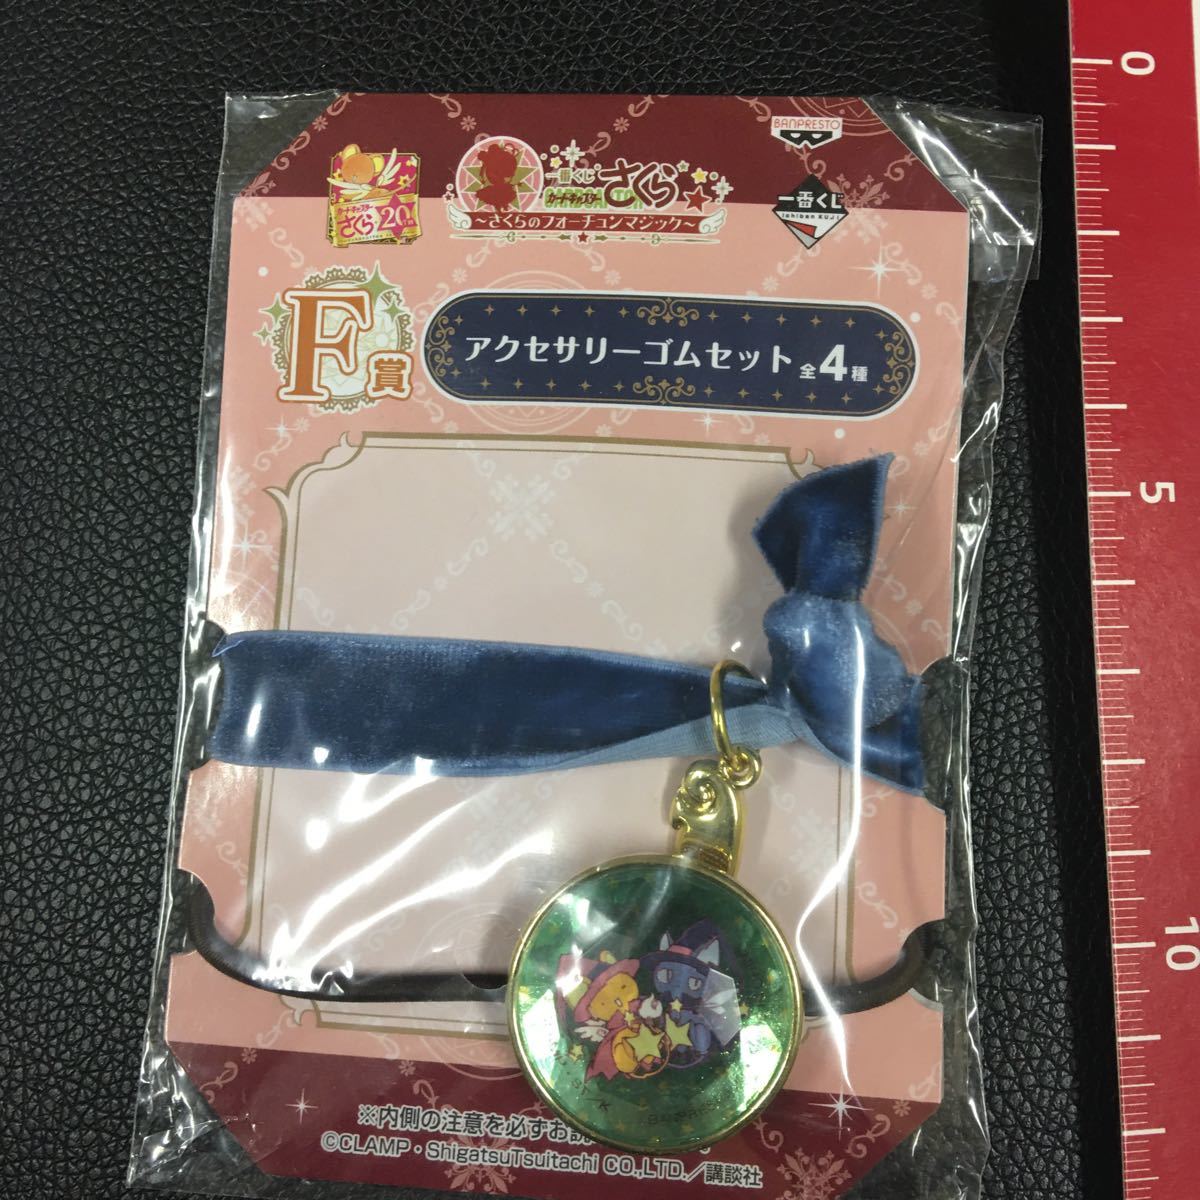 BANPRESTO
カードキャプター
さくら 20th
一番くじ
さくら
~さくらのフォーチュンマジック~
一番くじ
ichiban KUJI
F賞
アクセサリーゴムセット 全4種
0
5
10
※内側の注意を必ずお読
©CLAMP・ShigatsuTsuitachi CO.,LTD./講談社